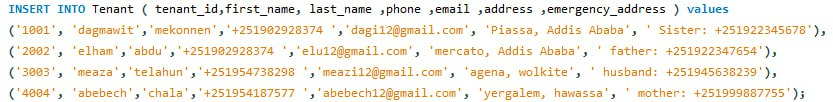 INSERT INTO Tenant ( tenant_id,first_name, last_name ,phone ,email ,address ,emergency_address ) values
('1001', 'dagmawit','mekonnen','+251902928374 ','dagi12@gmail.com', 'Piassa, Addis Ababa', ' Sister: +251922345678'),
('2002', 'elham','abdu','+251902928374 ','elu12@gmail.com', 'mercato, Addis Ababa', ' father: +251922347654'),
('3003', 'meaza','telahun','+251954738298 ','meazi12@gmail.com', 'agena, wolkite', ' husband: +251945638239'),
('4004', 'abebech','chala','+251954187577 ','abebech12@gmail.com', 'yergalem, hawassa', ' mother: +251999887755');